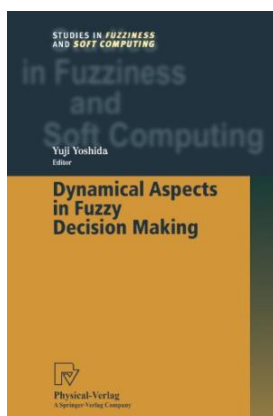 STUDIES IN FUZZINESS
AND SOFT COMPUTING
in Fuzziness
and
Soft Computing
Yuji Yoshida
Editor
Dynamical Aspects
in Fuzzy
Decision Making
Physical-Verlag
A Springer-Verlag Company